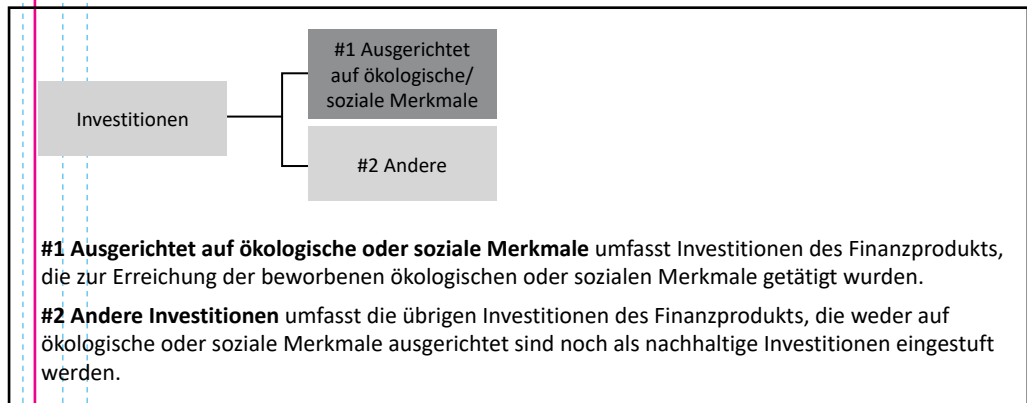 #1 Ausgerichtet
auf ökologische/
soziale Merkmale
Investitionen
#2 Andere
#1 Ausgerichtet auf ökologische oder soziale Merkmale umfasst Investitionen des Finanzprodukts,
die zur Erreichung der beworbenen ökologischen oder sozialen Merkmale getätigt wurden.
#2 Andere Investitionen umfasst die übrigen Investitionen des Finanzprodukts, die weder auf
ökologische oder soziale Merkmale ausgerichtet sind noch als nachhaltige Investitionen eingestuft
werden.